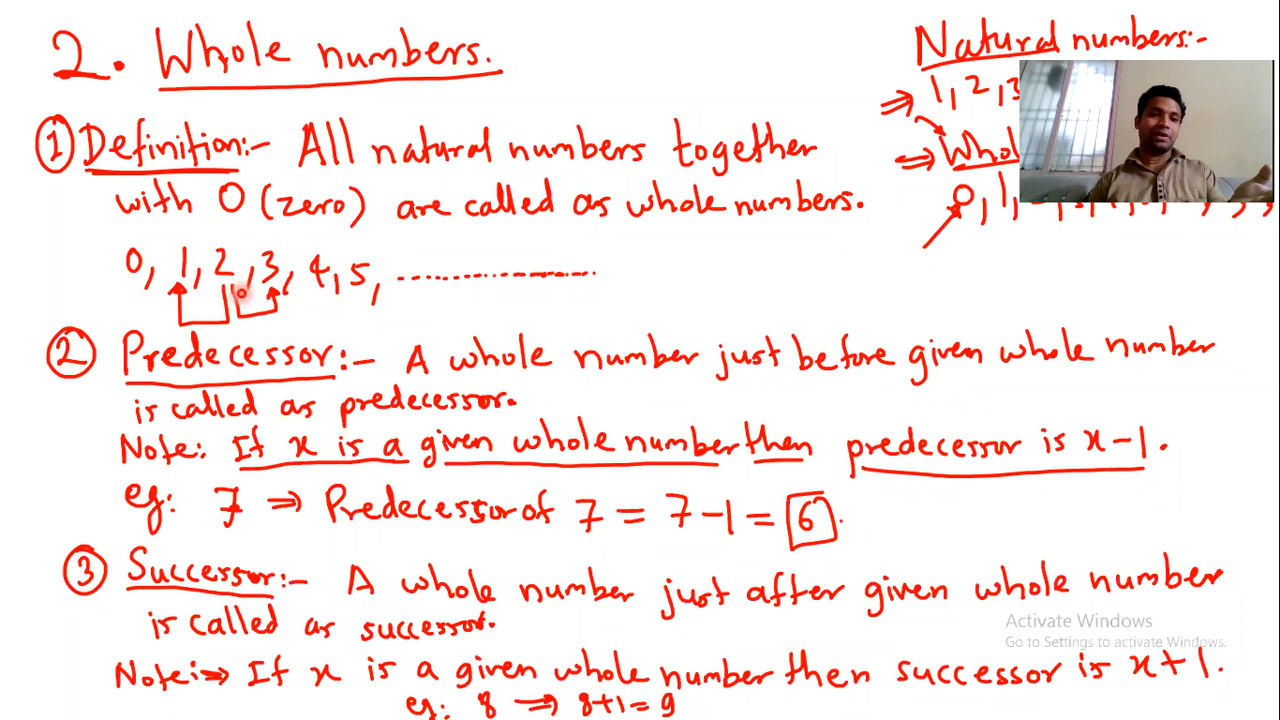 2. Whole numbers.
Natural numbers:-
⇒ 1, 2, 3
⇒ Whol
0, 1,
① Definition:- All natural numbers together
with 0 (zero) are called as whole numbers.
0, 1, 2, 3, 4, 5, ....................
② Predecessor:- A whole number just before given whole number
is called as predecessor.
Note: If x is a given whole number then predecessor is x-1.
eg: 7 ⇒ Predecessor of 7 = 7-1 = 6.
③ Successor:- A whole number just after given whole number
is called as successor.
Note:⇒ If x is a given whole number then successor is x+1.
eg: 8 ⇒ 8+1=9
Activate Windows
Go to Settings to activate Windows.